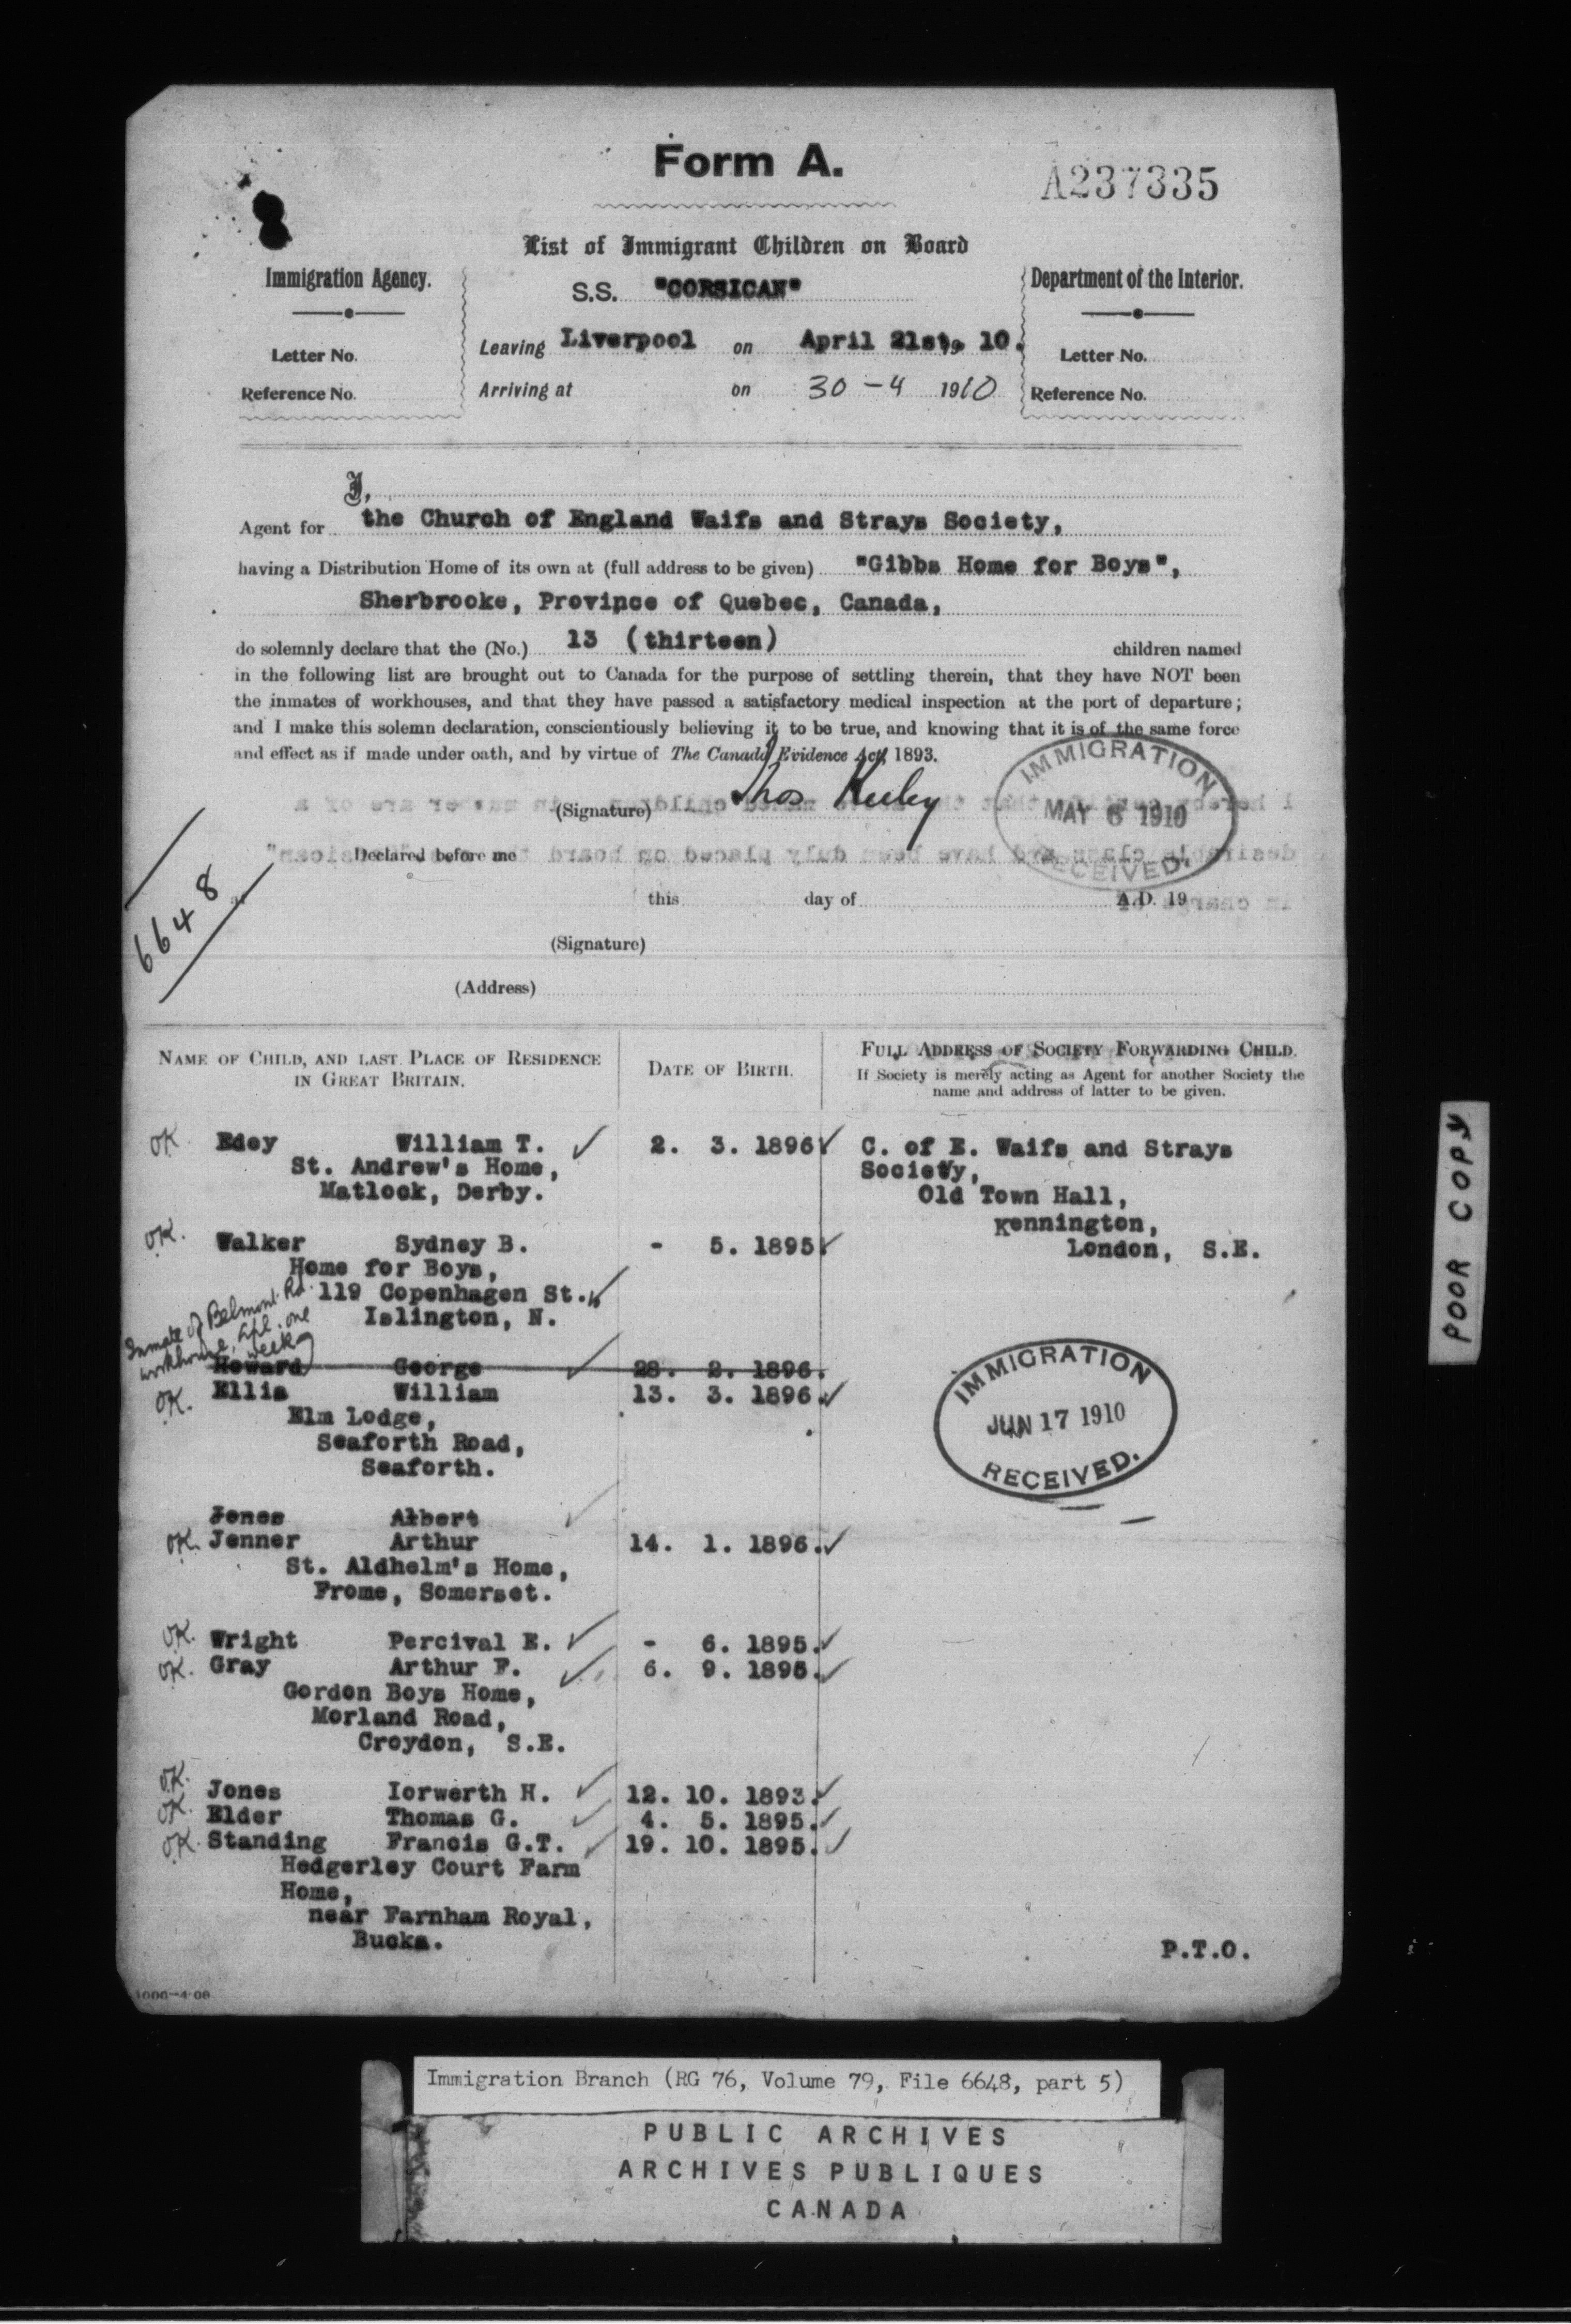 Form A.
A237335
List of Immigrant Children on Board
Immigration Agency.
S.S. "CORSICAN"
Department of the Interior.
Letter No.
Leaving Liverpool on April 21st, 10.
Letter No.
Reference No.
Arriving at on 30-4 1910
Reference No.
I,
Agent for the Church of England Waifs and Strays Society,
having a Distribution Home of its own at (full address to be given) "Gibbs Home for Boys",
Sherbrooke, Province of Quebec, Canada,
do solemnly declare that the (No.) 13 (thirteen) children named
in the following list are brought out to Canada for the purpose of settling therein, that they have NOT been
the inmates of workhouses, and that they have passed a satisfactory medical inspection at the port of departure;
and I make this solemn declaration, conscientiously believing it to be true, and knowing that it is of the same force
and effect as if made under oath, and by virtue of The Canada Evidence Act, 1893.
(Signature) Thos Keeley
IMMIGRATION
MAY 6 1910
RECEIVED.
Declared before me
6648
at this day of A.D. 19
(Signature)
(Address)
NAME OF CHILD, AND LAST PLACE OF RESIDENCE
IN GREAT BRITAIN.
DATE OF BIRTH.
FULL ADDRESS OF SOCIETY FORWARDING CHILD.
If Society is merely acting as Agent for another Society the
name and address of latter to be given.
OK. Edey William T. ✓ 2. 3. 1896 ✓ C. of E. Waifs and Strays
St. Andrew's Home, Society,
Matlock, Derby. Old Town Hall,
Kennington,
OK. Walker Sydney B. - 5. 1895 ✓ London, S.E.
Home for Boys,
119 Copenhagen St. ✓
Islington, N.
Inmate of Belmont Rd.
workhouse, L'pl. one
week
Howard George ✓ 28. 2. 1896.
OK. Ellis William 13. 3. 1896. ✓
Elm Lodge,
Seaforth Road,
Seaforth.
IMMIGRATION
JUN 17 1910
RECEIVED.
Jones Albert ✓
OK. Jenner Arthur 14. 1. 1896. ✓
St. Aldhelm's Home,
Frome, Somerset.
OK. Wright Percival E. ✓ - 6. 1895. ✓
OK. Gray Arthur F. ✓ 6. 9. 1895. ✓
Gordon Boys Home,
Morland Road,
Croydon, S.E.
OK. Jones Iorwerth H. ✓ 12. 10. 1893. ✓
OK. Elder Thomas G. ✓ 4. 5. 1895. ✓
OK. Standing Francis G.T. ✓ 19. 10. 1895. ✓
Hedgerley Court Farm
Home,
near Farnham Royal,
Bucks.
P.T.O.
1000-4-09
POOR COPY
Immigration Branch (RG 76, Volume 79, File 6648, part 5)
PUBLIC ARCHIVES
ARCHIVES PUBLIQUES
CANADA